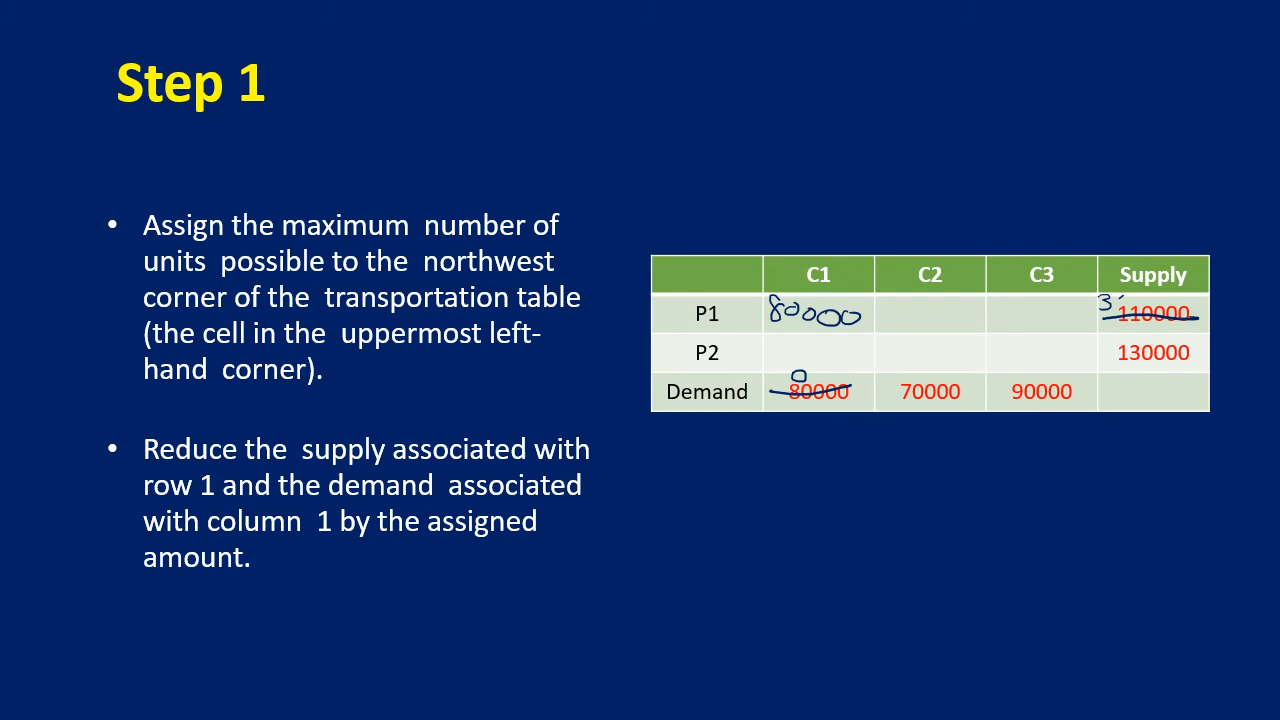 Step 1
• Assign the maximum number of
units possible to the northwest
corner of the transportation table
(the cell in the uppermost left-
hand corner).
• Reduce the supply associated with
row 1 and the demand associated
with column 1 by the assigned
amount.
C1 C2 C3 Supply
P1 80000 3 110000
P2 130000
0
Demand 80000 70000 90000